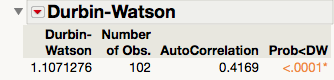 Durbin-Watson
Durbin- Number
Watson of Obs. AutoCorrelation Prob<DW
1.1071276 102 0.4169 <.0001*